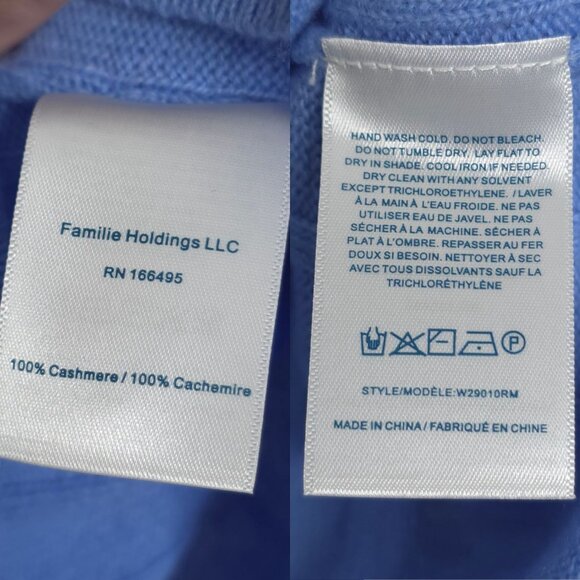 Familie Holdings LLC
RN 166495
100% Cashmere / 100% Cachemire
HAND WASH COLD. DO NOT BLEACH.
DO NOT TUMBLE DRY. LAY FLAT TO
DRY IN SHADE. COOL IRON IF NEEDED.
DRY CLEAN WITH ANY SOLVENT
EXCEPT TRICHLOROETHYLENE. / LAVER
À LA MAIN À L'EAU FROIDE. NE PAS
UTILISER EAU DE JAVEL. NE PAS
SÉCHER À LA MACHINE. SÉCHER À
PLAT À L'OMBRE. REPASSER AU FER
DOUX SI BESOIN. NETTOYER À SEC
AVEC TOUS DISSOLVANTS SAUF LA
TRICHLORÉTHYLÈNE
P
STYLE/MODÈLE:W29010RM
MADE IN CHINA / FABRIQUÉ EN CHINE